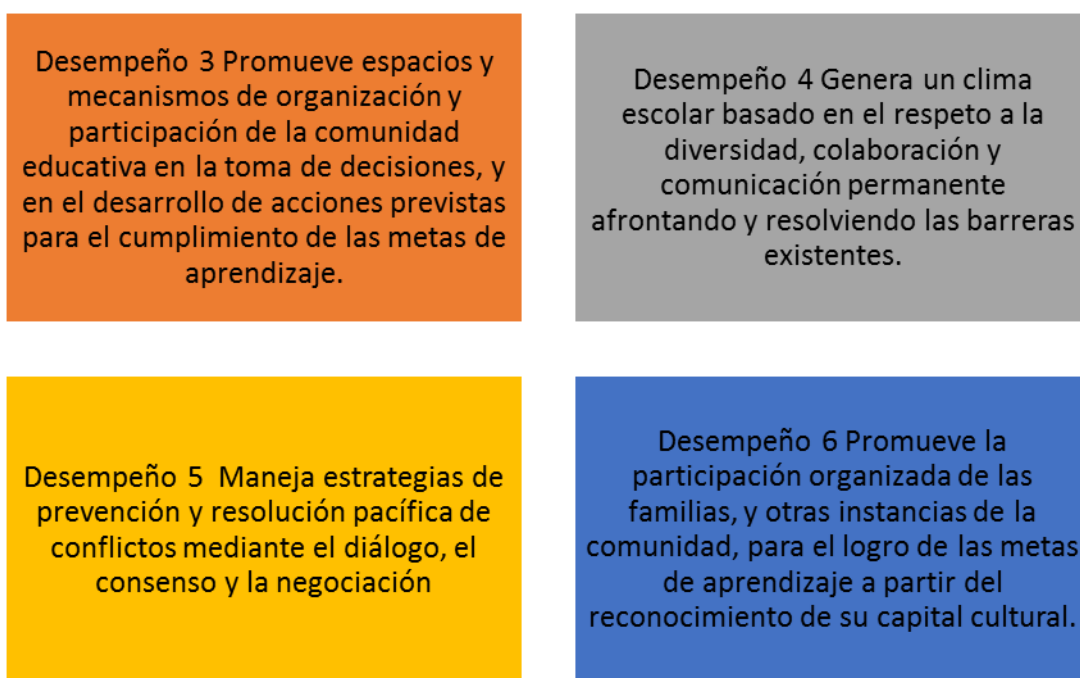 Desempeño 3 Promueve espacios y
mecanismos de organización y
participación de la comunidad
educativa en la toma de decisiones, y
en el desarrollo de acciones previstas
para el cumplimiento de las metas de
aprendizaje.
Desempeño 4 Genera un clima
escolar basado en el respeto a la
diversidad, colaboración y
comunicación permanente
afrontando y resolviendo las barreras
existentes.
Desempeño 5 Maneja estrategias de
prevención y resolución pacífica de
conflictos mediante el diálogo, el
consenso y la negociación
Desempeño 6 Promueve la
participación organizada de las
familias, y otras instancias de la
comunidad, para el logro de las metas
de aprendizaje a partir del
reconocimiento de su capital cultural.